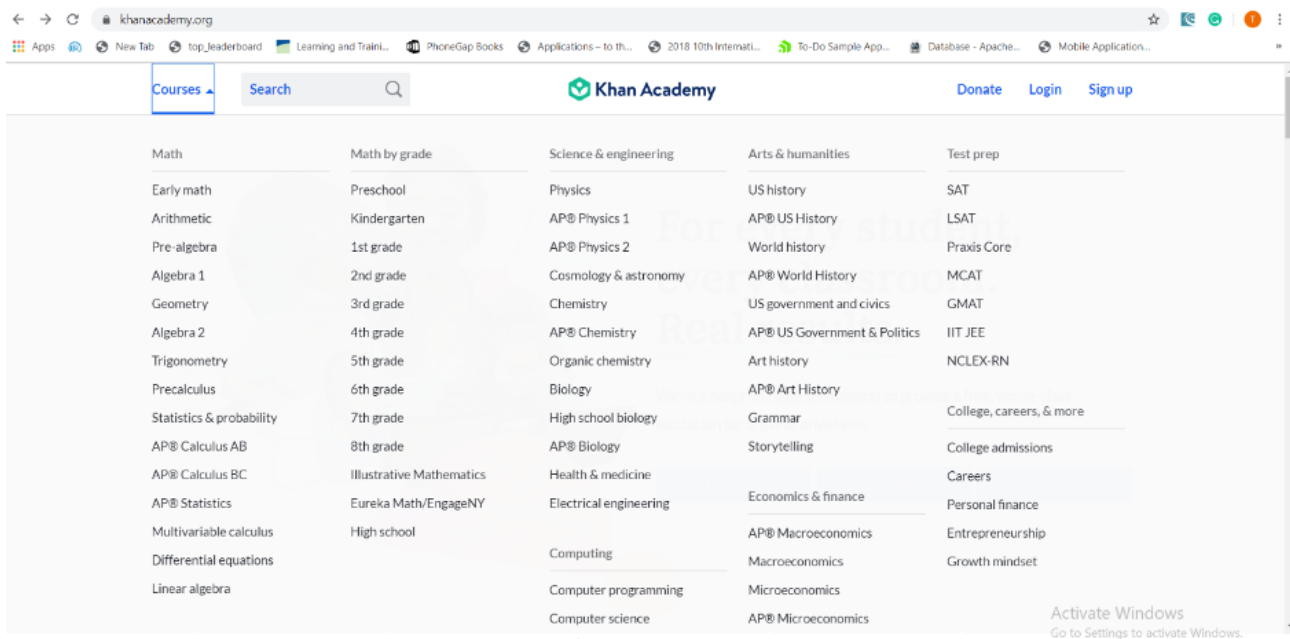 khanacademy.org
Apps
New Tab
top_leaderboard
Learning and Traini...
PhoneGap Books
Applications – to th...
2018 10th Internati...
To-Do Sample App...
Database - Apache...
Mobile Application...
»
T
Courses
Search
Khan Academy
Donate
Login
Sign up
Math
Early math
Arithmetic
Pre-algebra
Algebra 1
Geometry
Algebra 2
Trigonometry
Precalculus
Statistics & probability
AP® Calculus AB
AP® Calculus BC
AP® Statistics
Multivariable calculus
Differential equations
Linear algebra
Math by grade
Preschool
Kindergarten
1st grade
2nd grade
3rd grade
4th grade
5th grade
6th grade
7th grade
8th grade
Illustrative Mathematics
Eureka Math/EngageNY
High school
Science & engineering
Physics
AP® Physics 1
AP® Physics 2
Cosmology & astronomy
Chemistry
AP® Chemistry
Organic chemistry
Biology
High school biology
AP® Biology
Health & medicine
Electrical engineering
Computing
Computer programming
Computer science
Arts & humanities
US history
AP® US History
World history
AP® World History
US government and civics
AP® US Government & Politics
Art history
AP® Art History
Grammar
Storytelling
Economics & finance
AP® Macroeconomics
Macroeconomics
Microeconomics
AP® Microeconomics
Test prep
SAT
LSAT
Praxis Core
MCAT
GMAT
IIT JEE
NCLEX-RN
College, careers, & more
College admissions
Careers
Personal finance
Entrepreneurship
Growth mindset
For every student,
every classroom.
Real
Activate Windows
Go to Settings to activate Windows.